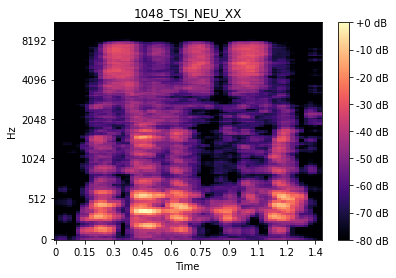 1048_TSI_NEU_XX
+0 dB
8192
-10 dB
4096
-20 dB
-30 dB
2048
Hz
-40 dB
1024
-50 dB
512
-60 dB
-70 dB
0
-80 dB
0 0.15 0.3 0.45 0.6 0.75 0.9 1.1 1.2 1.4
Time